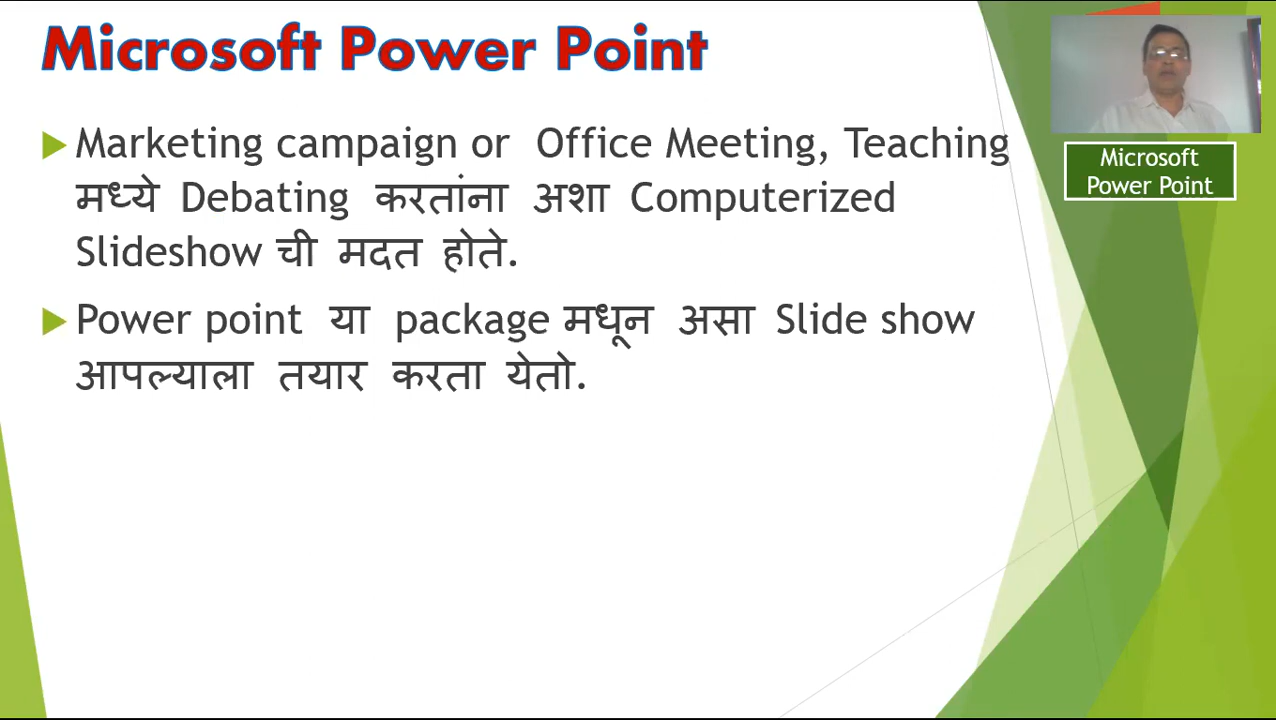 Microsoft Power Point
Marketing campaign or Office Meeting, Teaching
मध्ये Debating करतांना अशा Computerized
Slideshow ची मदत होते.
Power point या package मधून असा Slide show
आपल्याला तयार करता येतो.
Microsoft
Power Point